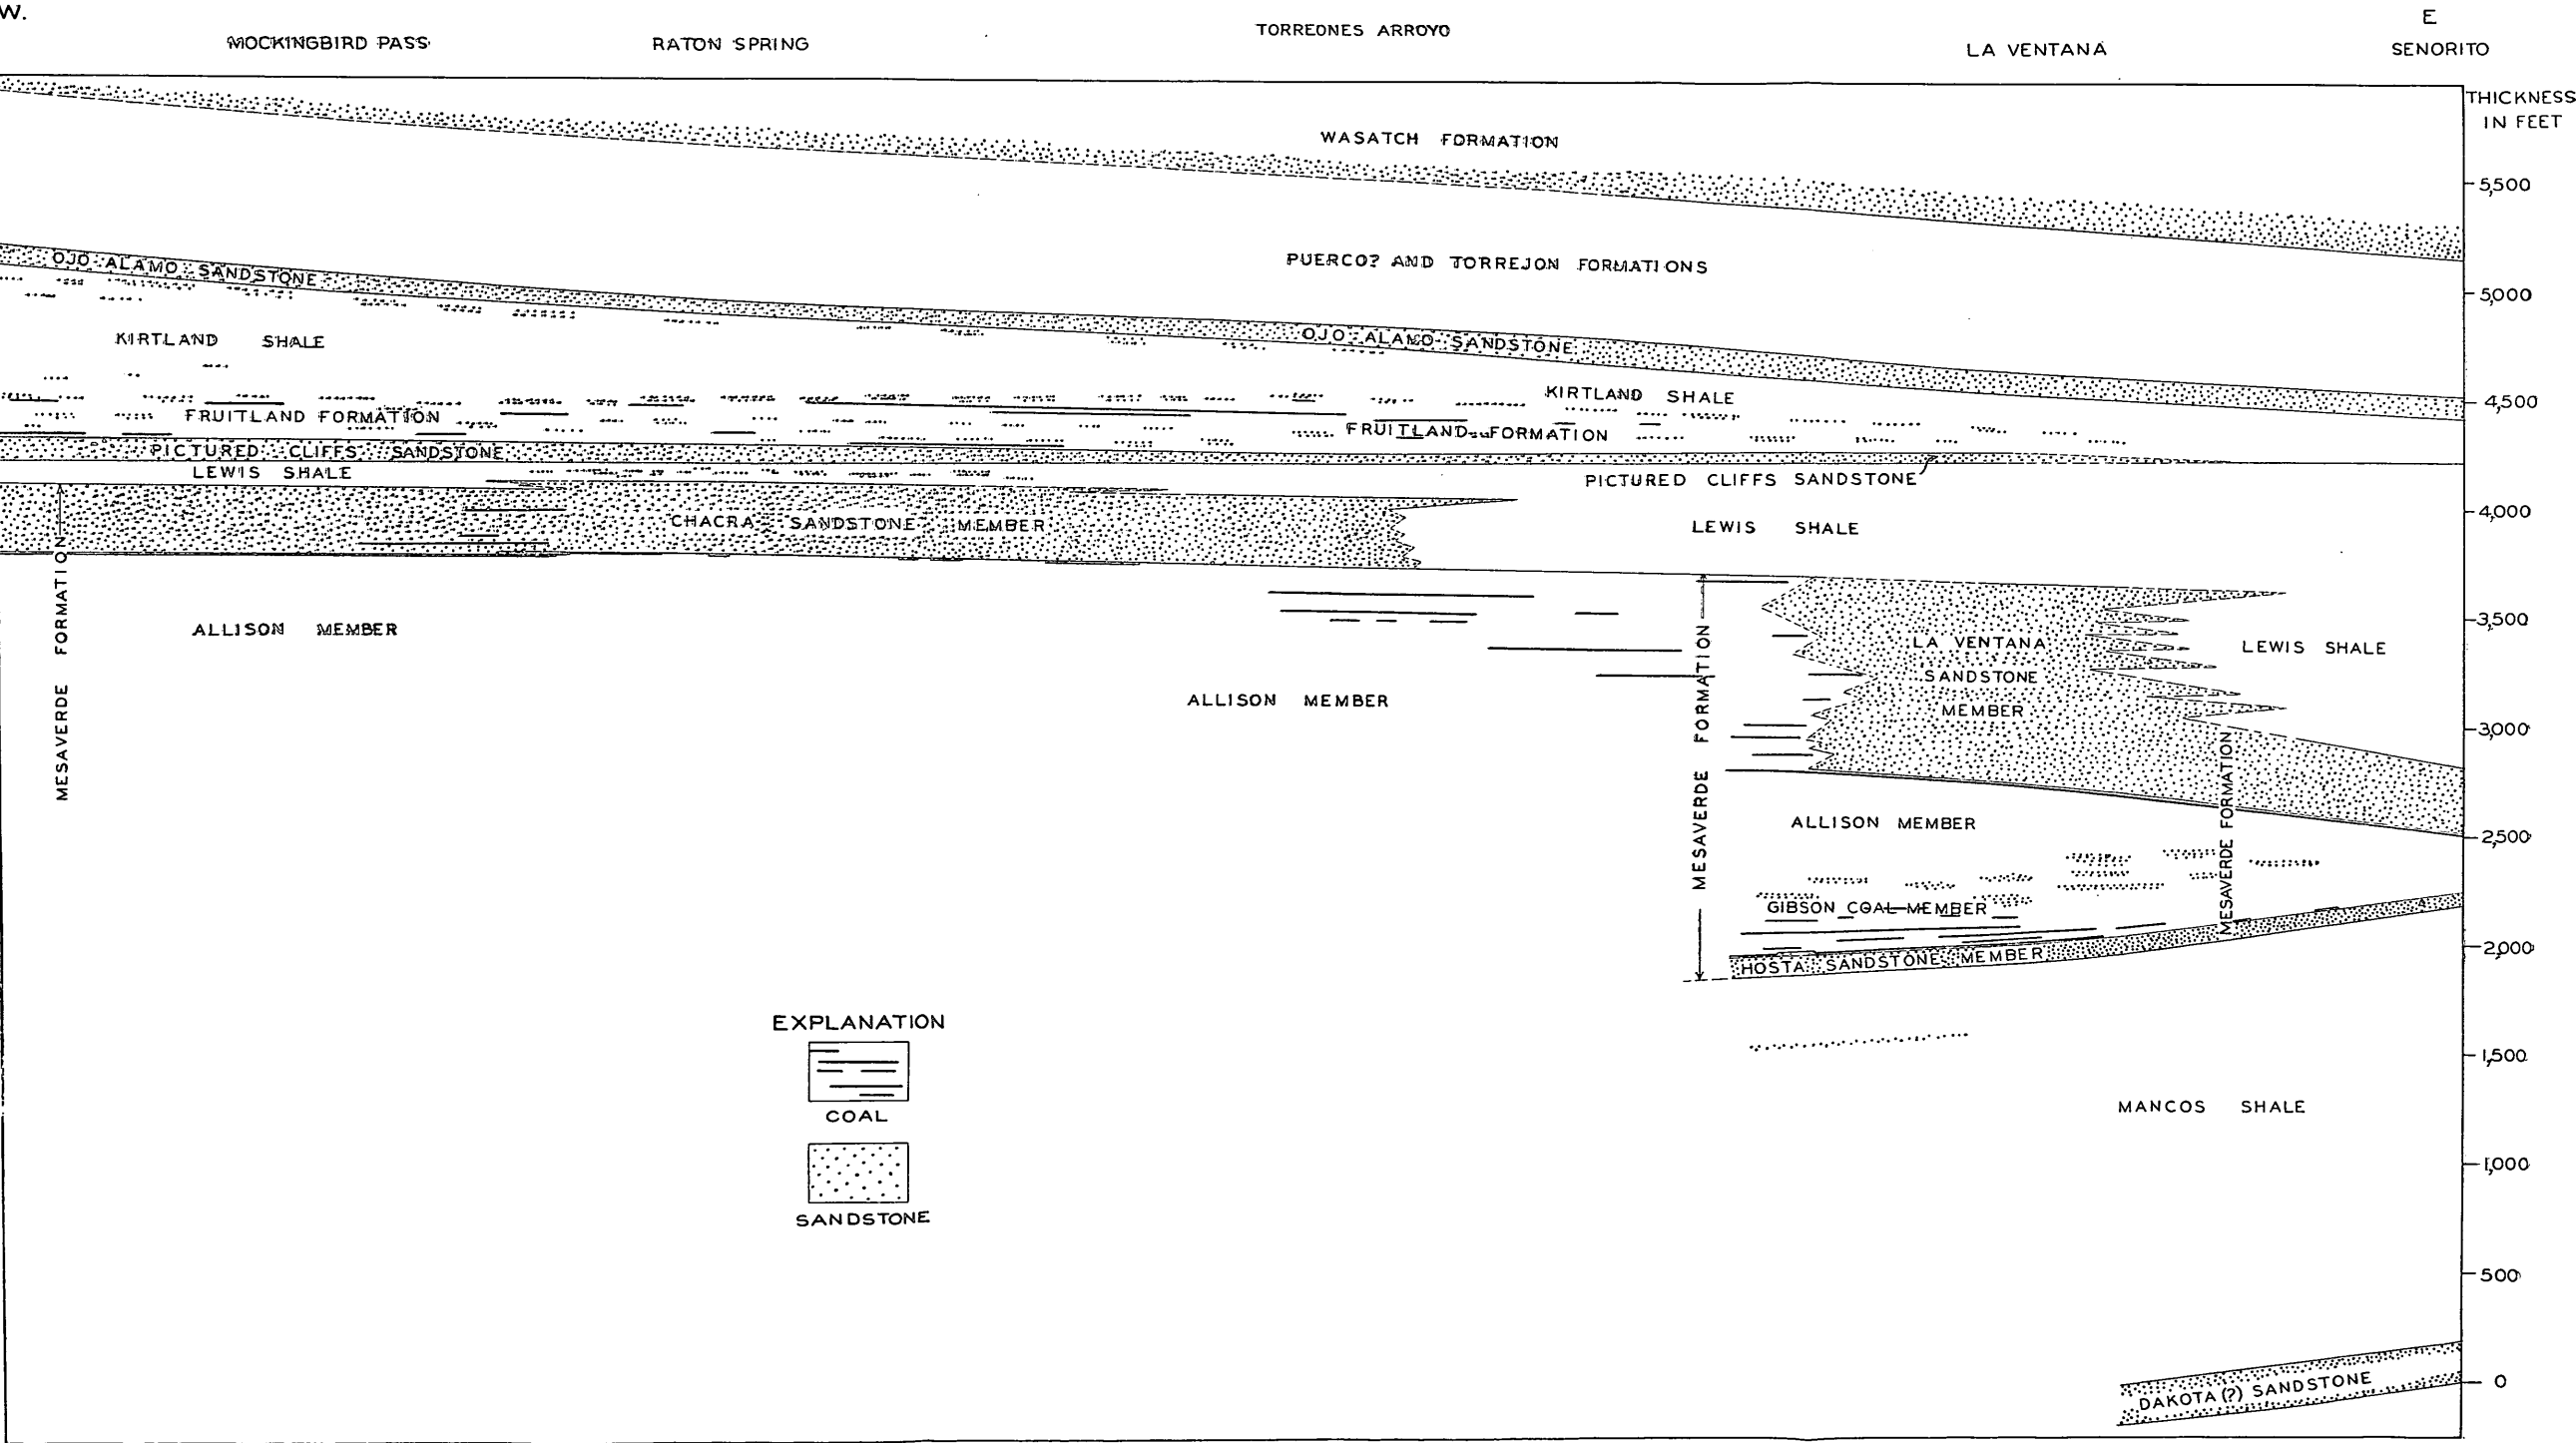 W.
E
MOCKINGBIRD PASS
RATON SPRING
TORREONES ARROYO
LA VENTANA
SENORITO
THICKNESS
IN FEET
WASATCH FORMATION
5,500
PUERCO? AND TORREJON FORMATIONS
5,000
OJO ALAMO SANDSTONE
OJO ALAMO SANDSTONE
KIRTLAND SHALE
KIRTLAND SHALE
4,500
FRUITLAND FORMATION
FRUITLAND FORMATION
PICTURED CLIFFS SANDSTONE
PICTURED CLIFFS SANDSTONE
LEWIS SHALE
4,000
CHACRA SANDSTONE MEMBER
LEWIS SHALE
MESAVERDE FORMATION
ALLISON MEMBER
3,500
LA VENTANA
SANDSTONE
MEMBER
LEWIS SHALE
ALLISON MEMBER
MESAVERDE FORMATION
3,000
MESAVERDE FORMATION
ALLISON MEMBER
2,500
GIBSON COAL MEMBER
2,000
HOSTA SANDSTONE MEMBER
EXPLANATION
COAL
SANDSTONE
1,500
MANCOS SHALE
1,000
500
0
DAKOTA (?) SANDSTONE